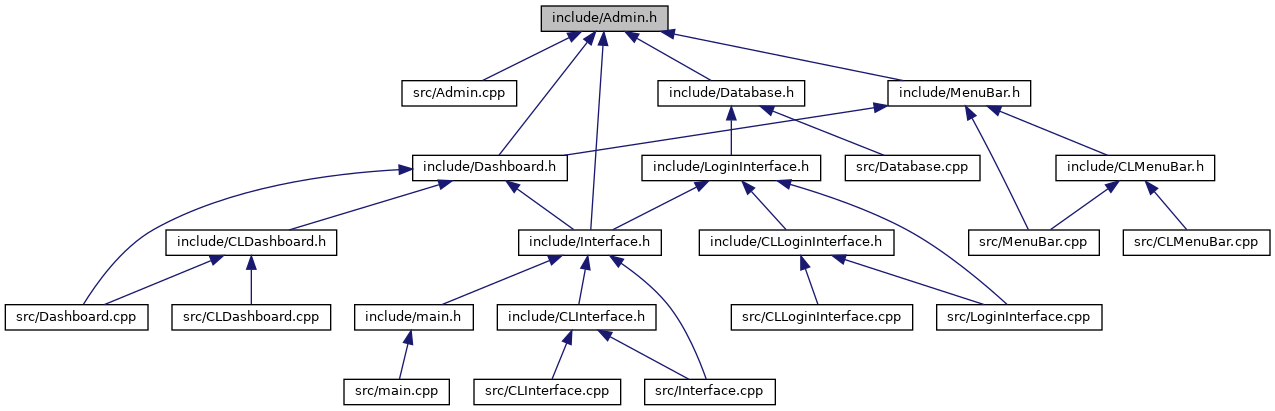 include/Admin.h
src/Admin.cpp
include/Database.h
include/MenuBar.h
include/Dashboard.h
include/LoginInterface.h
src/Database.cpp
include/CLMenuBar.h
include/CLDashboard.h
include/Interface.h
include/CLLoginInterface.h
src/MenuBar.cpp
src/CLMenuBar.cpp
src/Dashboard.cpp
src/CLDashboard.cpp
include/main.h
include/CLInterface.h
src/CLLoginInterface.cpp
src/LoginInterface.cpp
src/main.cpp
src/CLInterface.cpp
src/Interface.cpp